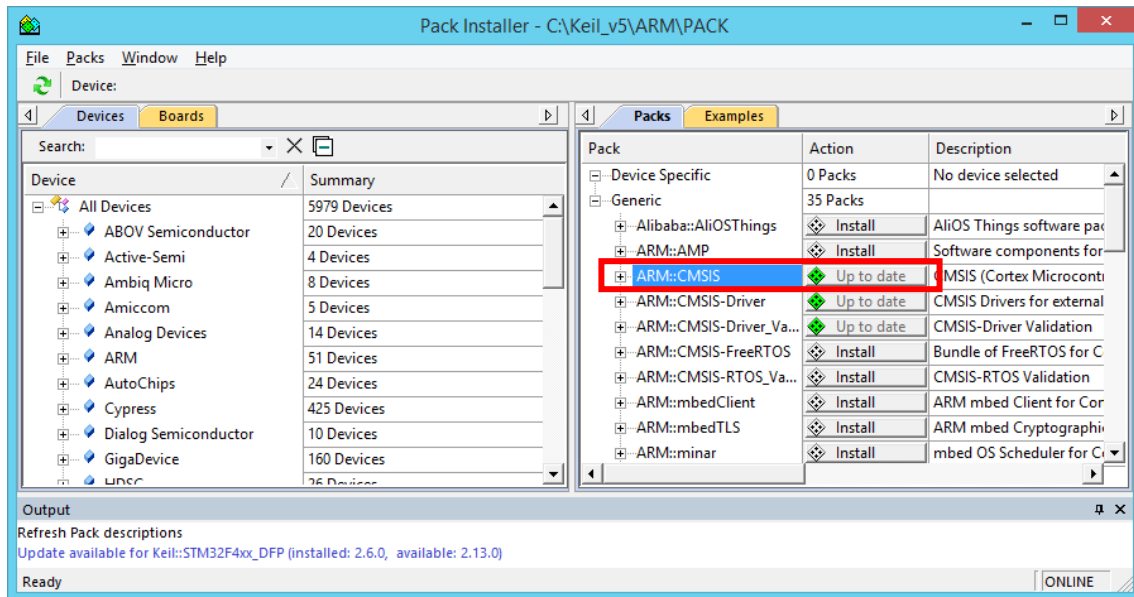 Pack Installer - C:\Keil_v5\ARM\PACK
File Packs Window Help
Device:
Devices Boards
Search:
Device Summary
All Devices 5979 Devices
ABOV Semiconductor 20 Devices
Active-Semi 4 Devices
Ambiq Micro 8 Devices
Amiccom 5 Devices
Analog Devices 14 Devices
ARM 51 Devices
AutoChips 24 Devices
Cypress 425 Devices
Dialog Semiconductor 10 Devices
GigaDevice 160 Devices
HDSC 26 Devices
Packs Examples
Pack Action Description
Device Specific 0 Packs No device selected
Generic 35 Packs
Alibaba::AliOSThings Install AliOS Things software pac
ARM::AMP Install Software components for
ARM::CMSIS Up to date CMSIS (Cortex Microcontr
ARM::CMSIS-Driver Up to date CMSIS Drivers for external
ARM::CMSIS-Driver_Va... Up to date CMSIS-Driver Validation
ARM::CMSIS-FreeRTOS Install Bundle of FreeRTOS for C
ARM::CMSIS-RTOS_Va... Install CMSIS-RTOS Validation
ARM::mbedClient Install ARM mbed Client for Cor
ARM::mbedTLS Install ARM mbed Cryptographi
ARM::minar Install mbed OS Scheduler for C
Output
Refresh Pack descriptions
Update available for Keil::STM32F4xx_DFP (installed: 2.6.0, available: 2.13.0)
Ready ONLINE